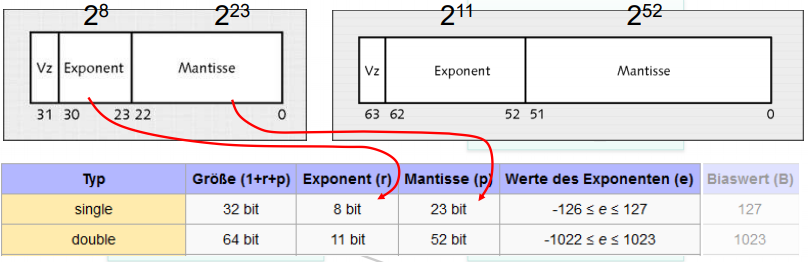 2⁸ 2²³ 2¹¹ 2⁵²
Vz Exponent Mantisse Vz Exponent Mantisse
31 30 23 22 0 63 62 52 51 0
Typ Größe (1+r+p) Exponent (r) Mantisse (p) Werte des Exponenten (e) Biaswert (B)
single 32 bit 8 bit 23 bit -126 ≤ e ≤ 127 127
double 64 bit 11 bit 52 bit -1022 ≤ e ≤ 1023 1023